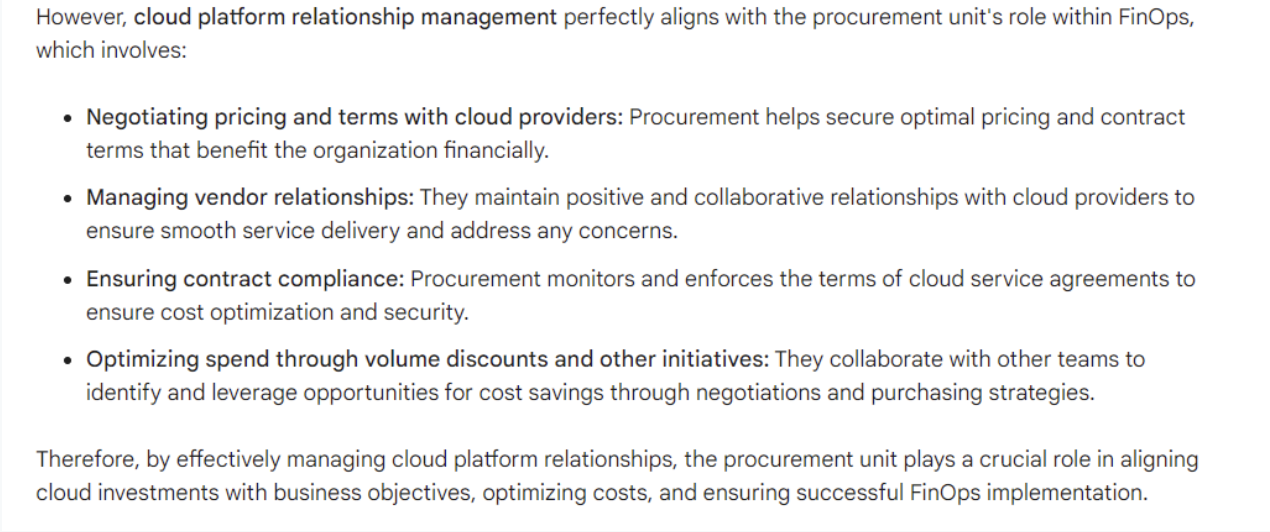 However, cloud platform relationship management perfectly aligns with the procurement unit's role within FinOps,
which involves:
• Negotiating pricing and terms with cloud providers: Procurement helps secure optimal pricing and contract
terms that benefit the organization financially.
• Managing vendor relationships: They maintain positive and collaborative relationships with cloud providers to
ensure smooth service delivery and address any concerns.
• Ensuring contract compliance: Procurement monitors and enforces the terms of cloud service agreements to
ensure cost optimization and security.
• Optimizing spend through volume discounts and other initiatives: They collaborate with other teams to
identify and leverage opportunities for cost savings through negotiations and purchasing strategies.
Therefore, by effectively managing cloud platform relationships, the procurement unit plays a crucial role in aligning
cloud investments with business objectives, optimizing costs, and ensuring successful FinOps implementation.